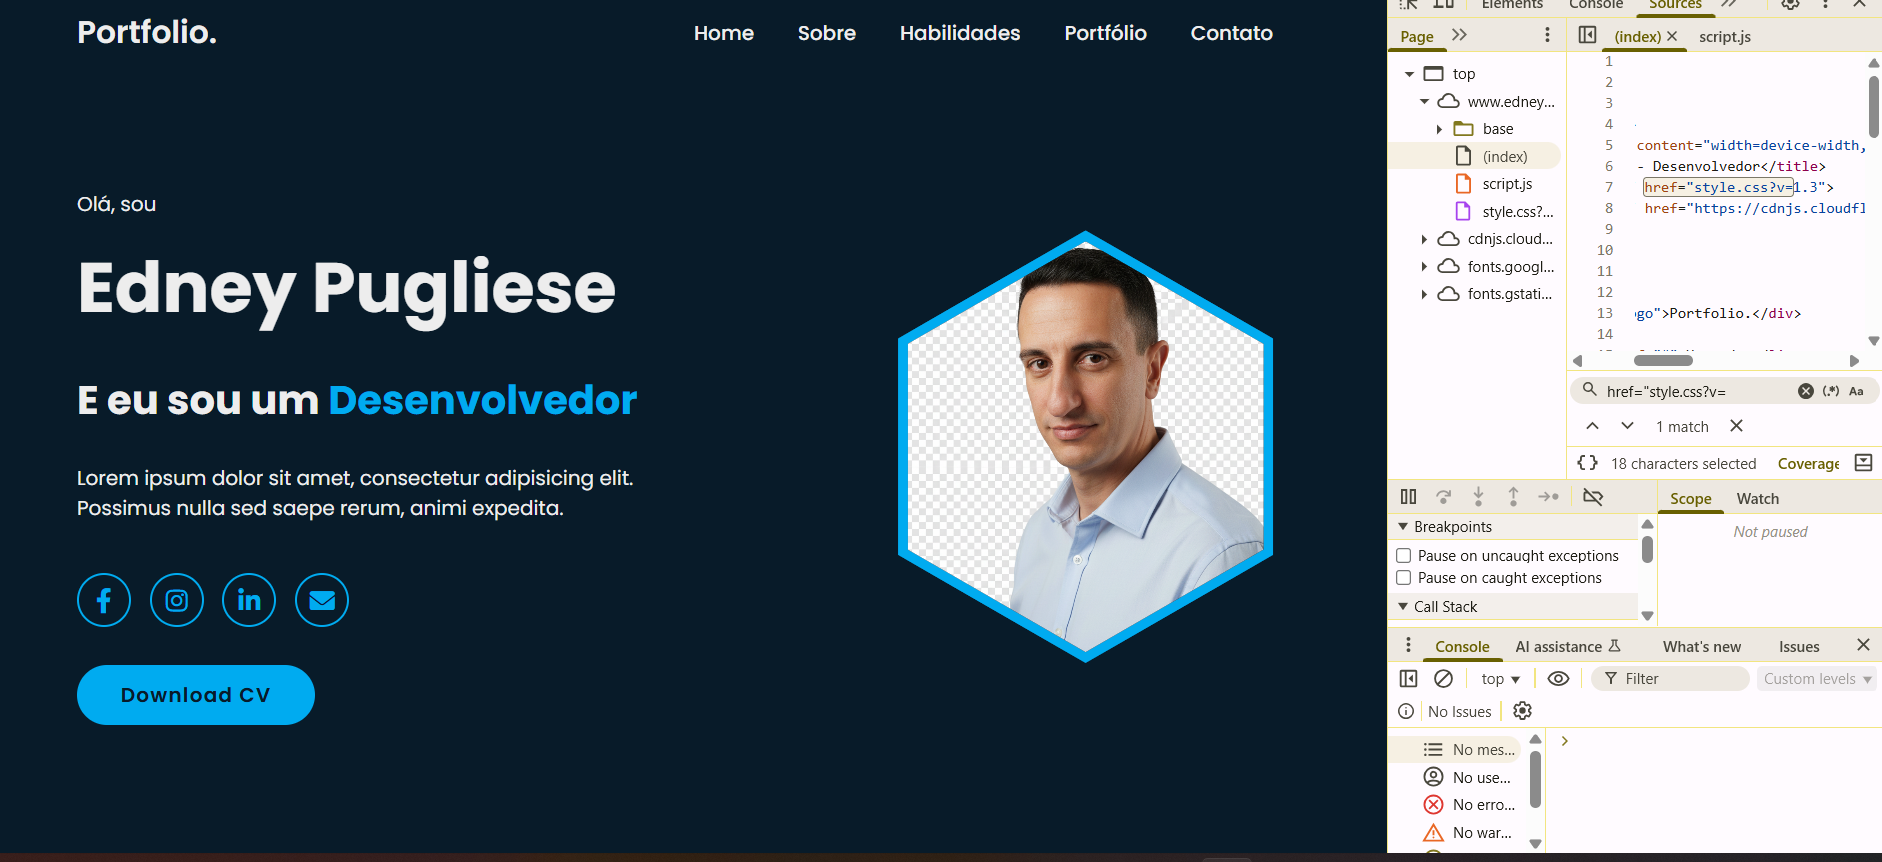 Portfolio.
Home Sobre Habilidades Portfólio Contato
Olá, sou
Edney Pugliese
E eu sou um Desenvolvedor
Lorem ipsum dolor sit amet, consectetur adipisicing elit.
Possimus nulla sed saepe rerum, animi expedita.
Download CV
Elements Console Sources
Page
(index) script.js
top
www.edney...
base
(index)
script.js
style.css?...
cdnjs.cloud...
fonts.googl...
fonts.gstati...
1
2
3
4
5 content="width=device-width,
6 - Desenvolvedor</title>
7 href="style.css?v=1.3">
8 href="https://cdnjs.cloudfl
9
10
11
12
13 go">Portfolio.</div>
14
href="style.css?v=
(.*) Aa
1 match
{} 18 characters selected Coverage
Scope Watch
Not paused
Breakpoints
Pause on uncaught exceptions
Pause on caught exceptions
Call Stack
Console AI assistance What's new Issues
top Filter Custom levels
No Issues
No mes...
No use...
No erro...
No war...